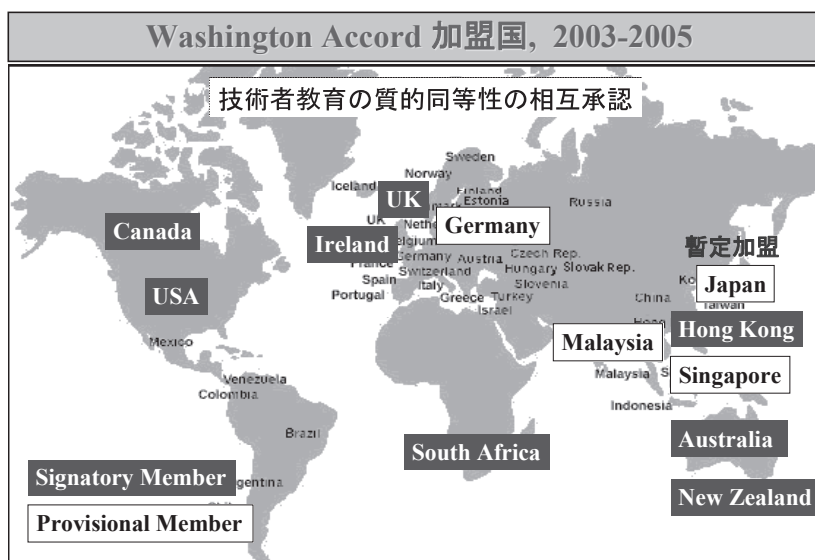 Washington Accord 加盟国, 2003-2005
技術者教育の質的同等性の相互承認
Sweden
Norway
Iceland
Finland
Estonia
Russia
UK
UK
Germany
Canada
Ireland
Belgium
Germany
Austria
Czech Rep.
暫定加盟
France
Switzerland
Hungary
Slovak Rep.
Japan
USA
Spain
Italy
Slovenia
Portugal
Greece
Turkey
China
Taiwan
Israel
Hong Kong
Mexico
Malaysia
Malaysia
Singapore
Venezuela
Colombia
Indonesia
Brazil
South Africa
Australia
Signatory Member
Argentina
New Zealand
Provisional Member